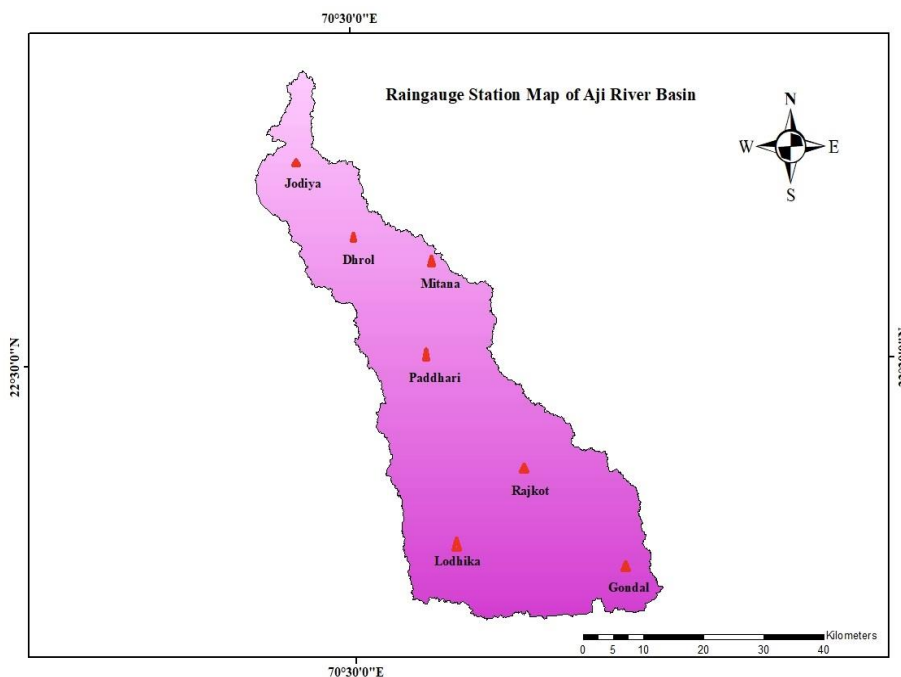 70°30'0"E
Raingauge Station Map of Aji River Basin
N
W E
S
Jodiya
Dhrol
Mitana
22°30'0"N
Paddhari
Rajkot
Lodhika
Gondal
Kilometers
0 5 10 20 30 40
70°30'0"E